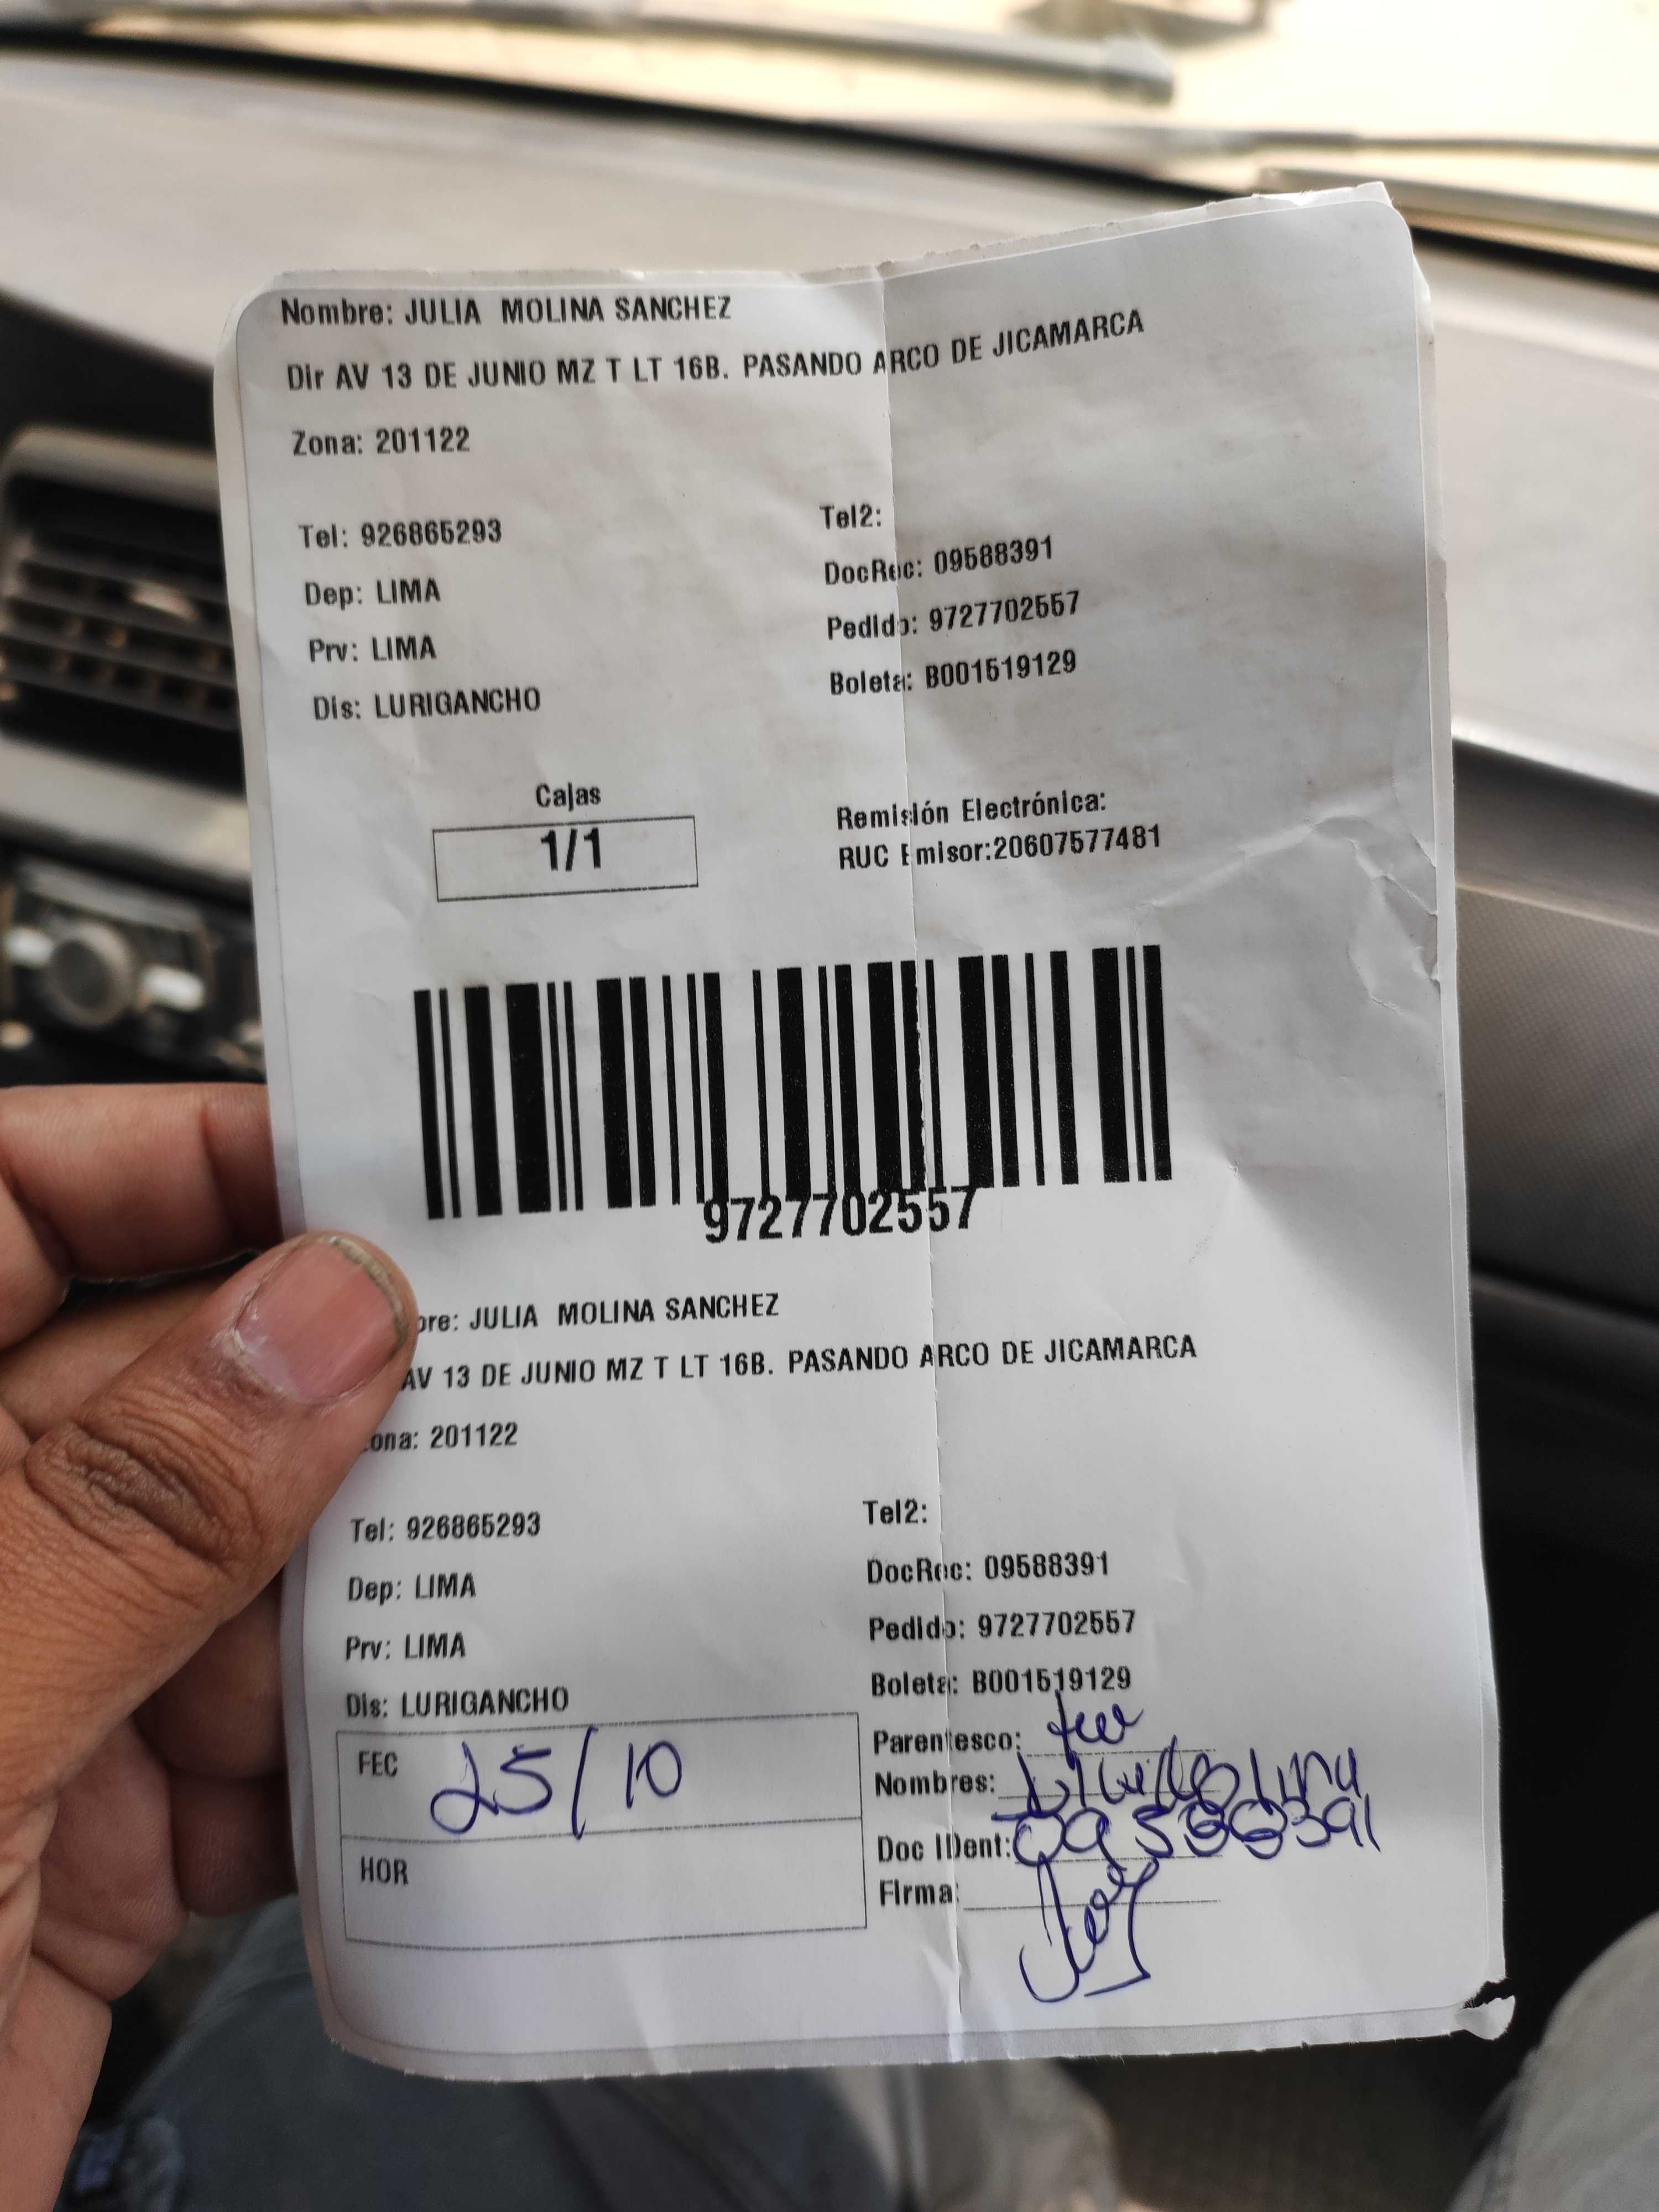 Nombre: JULIA MOLINA SANCHEZ
Dir AV 13 DE JUNIO MZ T LT 16B. PASANDO ARCO DE JICAMARCA
Zona: 201122
Tel: 926865293 Tel2:
DocRec: 09588391
Dep: LIMA
Pedido: 9727702557
Prv: LIMA
Boleta: B001519129
Dis: LURIGANCHO
Cajas
1/1
Remisión Electrónica:
RUC Emisor:20607577481
9727702557
bre: JULIA MOLINA SANCHEZ
AV 13 DE JUNIO MZ T LT 16B. PASANDO ARCO DE JICAMARCA
ona: 201122
Tel: 926865293 Tel2:
Dep: LIMA DocRec: 09588391
Prv: LIMA Pedido: 9727702557
Dis: LURIGANCHO Boleta: B001519129
FEC 25/10
HOR
Parentesco:
Nombres: Molina
Doc IDent: 09588391
Firma: